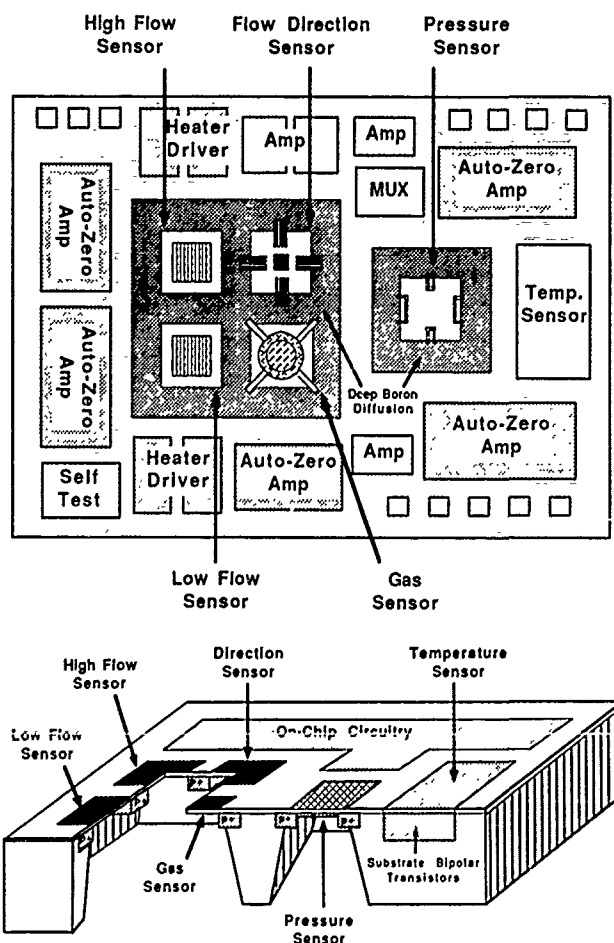 High Flow
Sensor
Flow Direction
Sensor
Pressure
Sensor
Heater
Driver
Amp
Amp
MUX
Auto-Zero
Amp
Auto-Zero
Amp
Auto-Zero
Amp
Temp.
Sensor
Deep Boron
Diffusion
Self
Test
Heater
Driver
Auto-Zero
Amp
Amp
Auto-Zero
Amp
Low Flow
Sensor
Gas
Sensor
Direction
Sensor
Temperature
Sensor
High Flow
Sensor
Low Flow
Sensor
On-Chip Circuitry
P+
P+
P+
P+
P+
P+
Gas
Sensor
Substrate Bipolar
Transistors
Pressure
Sensor